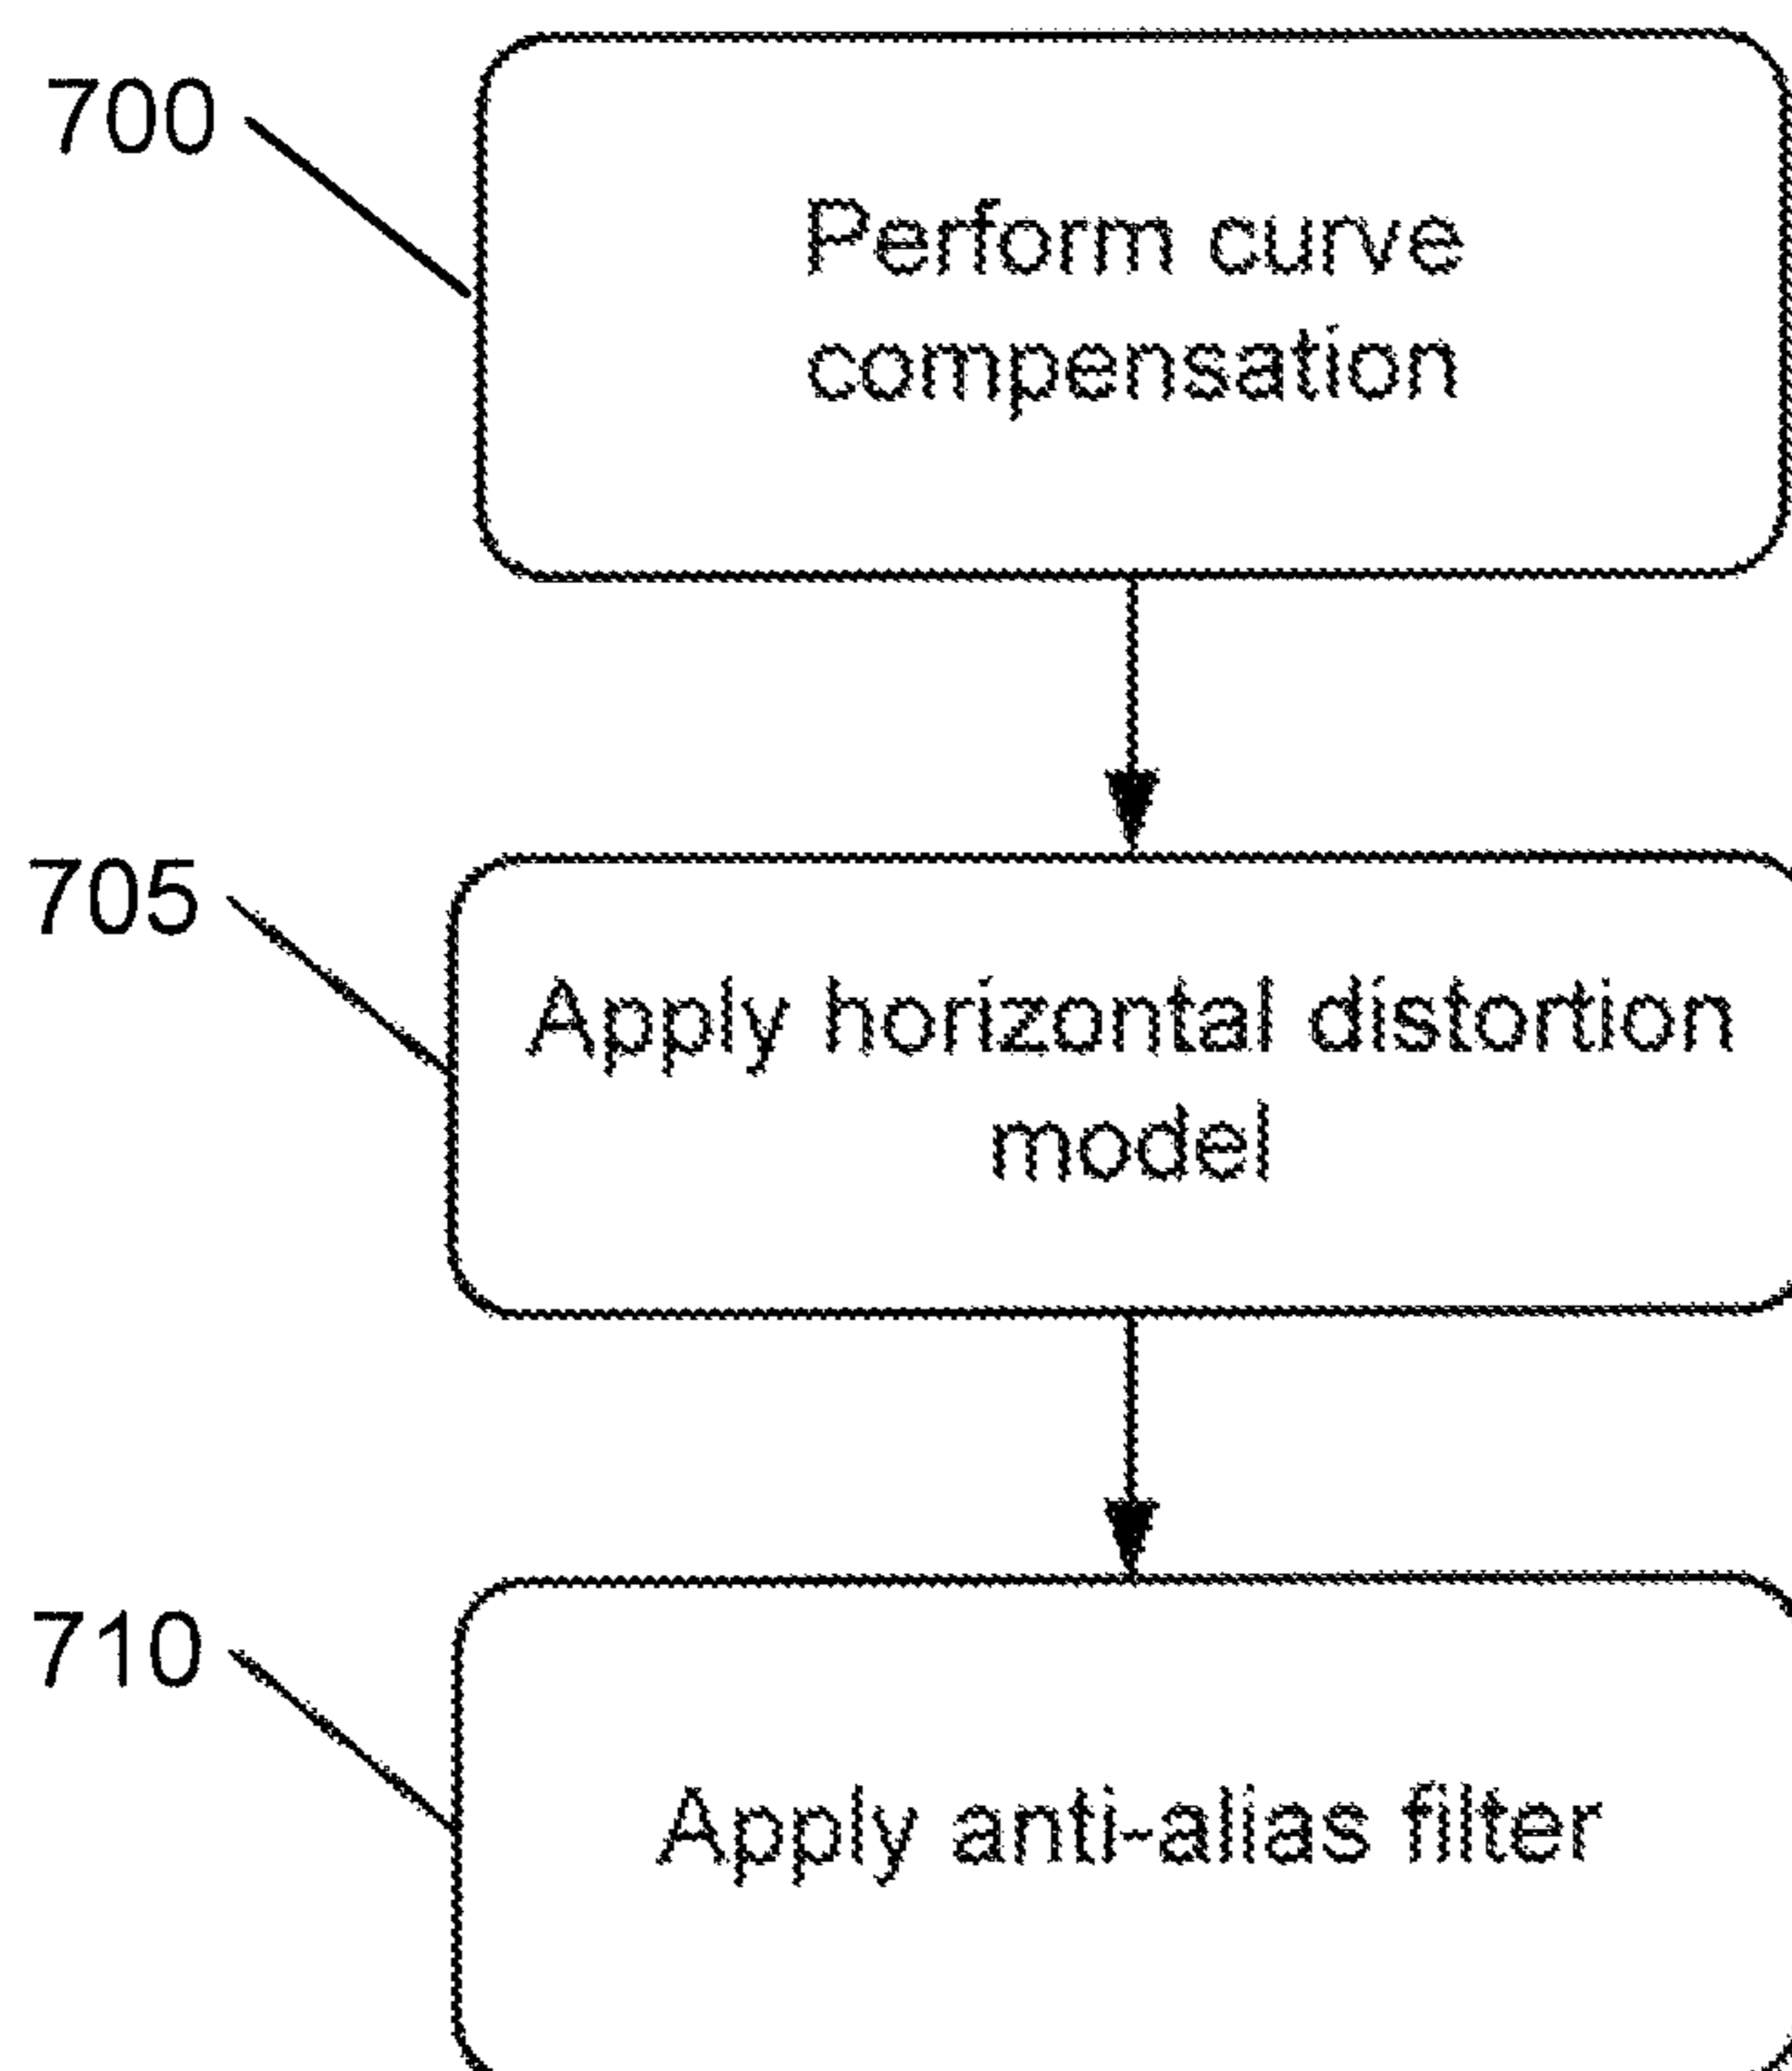 700
Perform curve
compensation
705
Apply horizontal distortion
model
710
Apply anti-alias filter